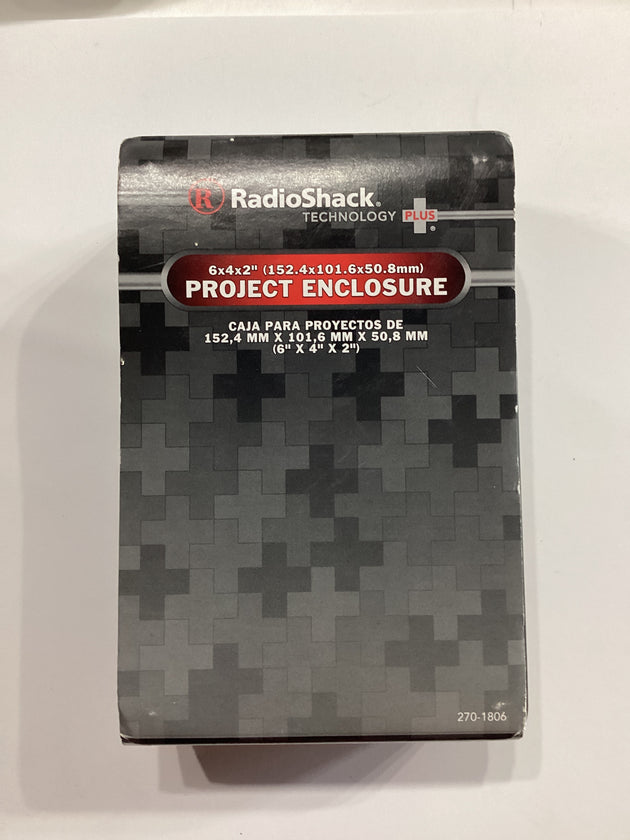 R RadioShack®
TECHNOLOGY PLUS®
6x4x2" (152.4x101.6x50.8mm)
PROJECT ENCLOSURE
CAJA PARA PROYECTOS DE
152,4 MM X 101,6 MM X 50,8 MM
(6" X 4" X 2")
270-1806